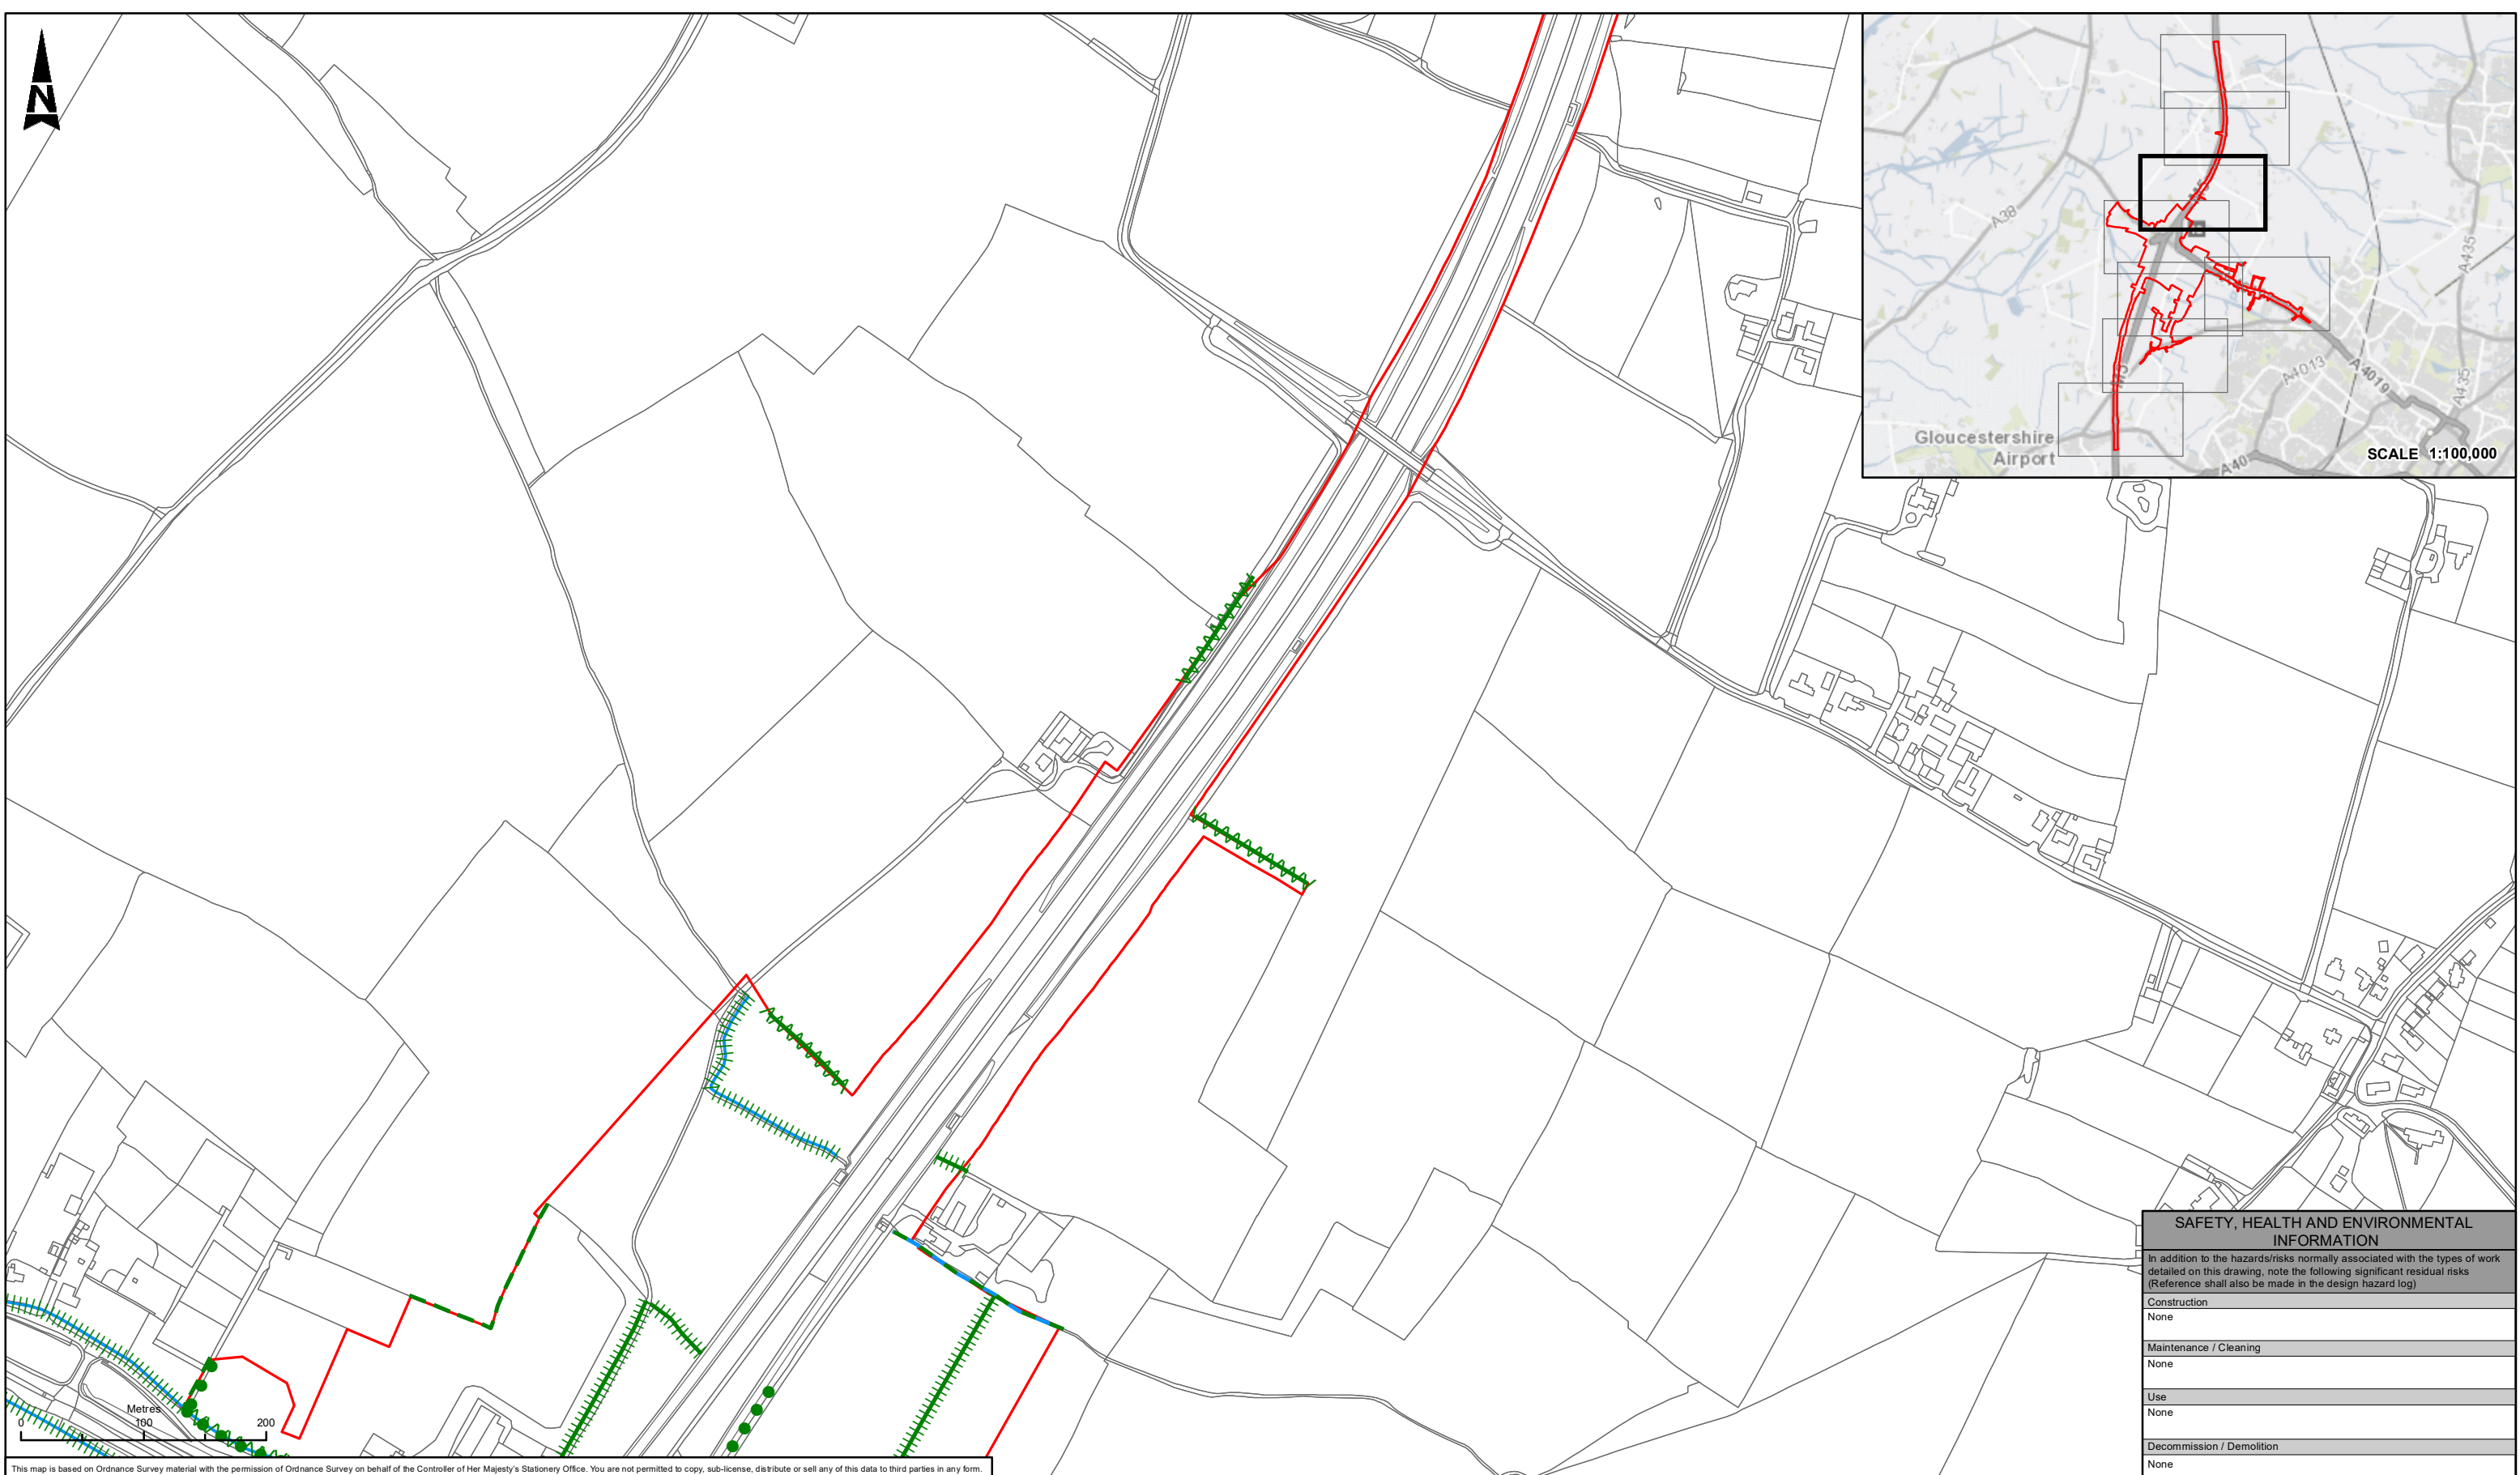 N
A38
M5
A435
A435
A4013
A4019
M5
Gloucestershire
Airport
A40
SCALE 1:100,000
Metres
0 100 200
SAFETY, HEALTH AND ENVIRONMENTAL
INFORMATION
In addition to the hazards/risks normally associated with the types of work
detailed on this drawing, note the following significant residual risks
(Reference shall also be made in the design hazard log)
Construction
None
Maintenance / Cleaning
None
Use
None
Decommission / Demolition
None
This map is based on Ordnance Survey material with the permission of Ordnance Survey on behalf of the Controller of Her Majesty's Stationery Office. You are not permitted to copy, sub-license, distribute or sell any of this data to third parties in any form.